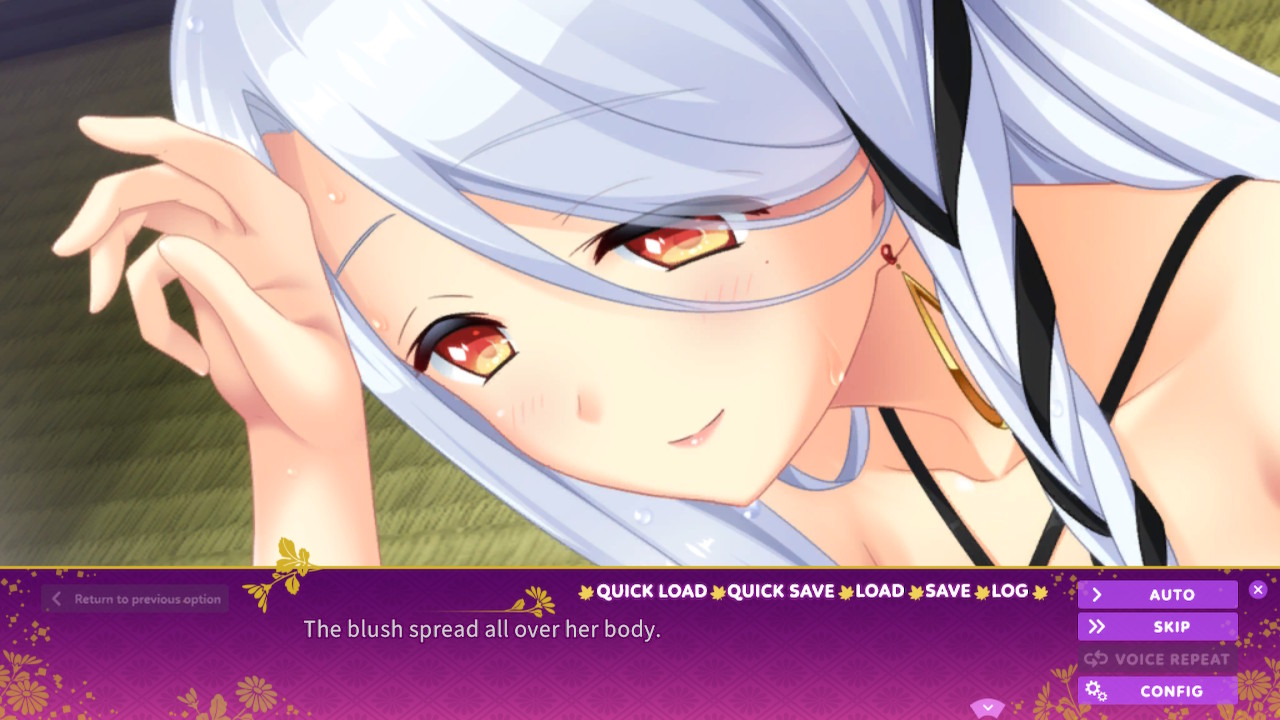 QUICK LOAD QUICK SAVE LOAD SAVE LOG
Return to previous option
The blush spread all over her body.
AUTO
SKIP
VOICE REPEAT
CONFIG